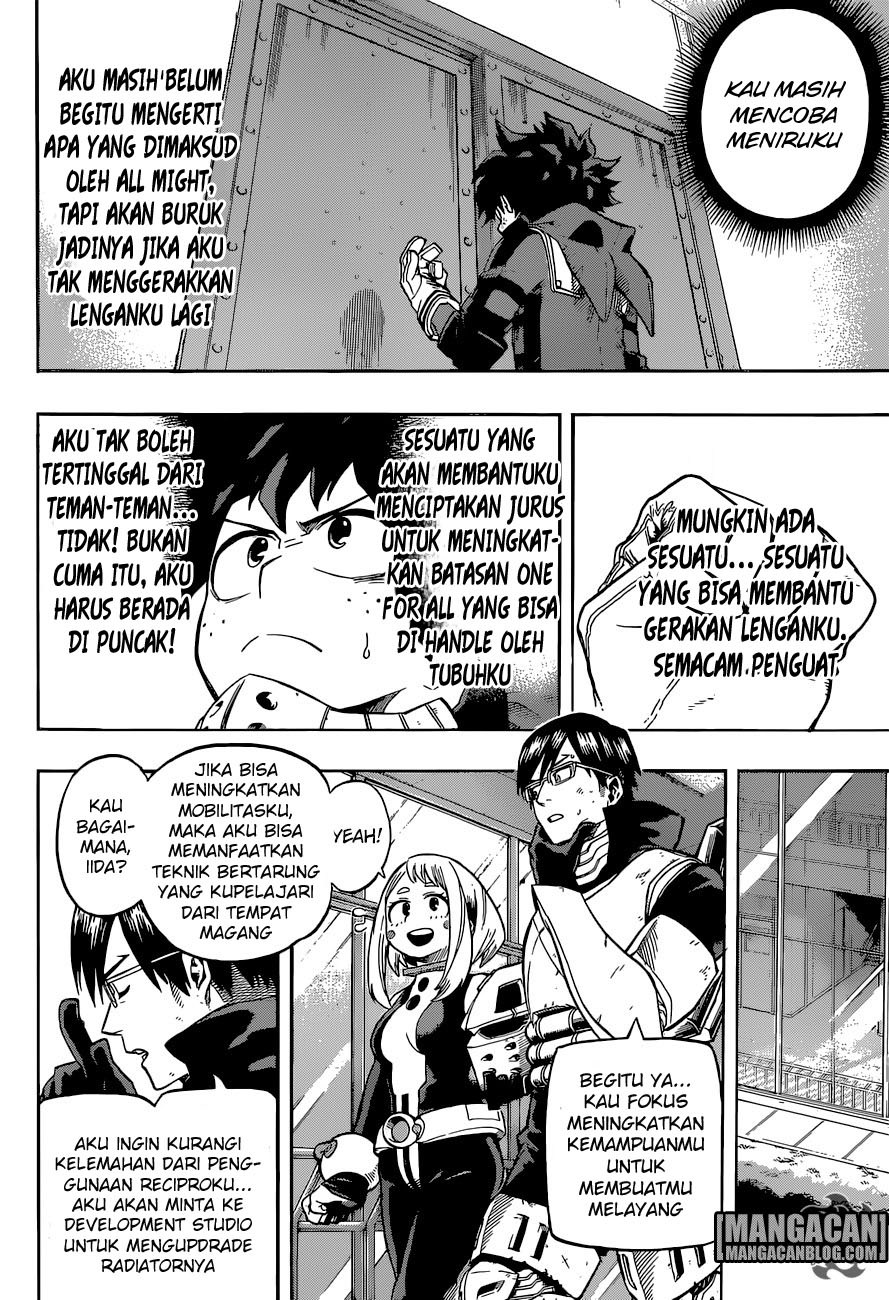 KAU MASIH
MENCOBA
MENIRUKU
AKU MASIH BELUM
BEGITU MENGERTI
APA YANG DIMAKSUD
OLEH ALL MIGHT,
TAPI AKAN BURUK
JADINYA JIKA AKU
TAK MENGGERAKKAN
LENGANKU LAGI
MUNGKIN ADA
SESUATU... SESUATU
YANG BISA MEMBANTU
GERAKAN LENGANKU.
SEMACAM PENGUAT
SESUATU YANG
AKAN MEMBANTUKU
MENCIPTAKAN JURUS
UNTUK MENINGKAT-
KAN BATASAN ONE
FOR ALL YANG BISA
DI HANDLE OLEH
TUBUHKU
AKU TAK BOLEH
TERTINGGAL DARI
TEMAN-TEMAN...
TIDAK! BUKAN
CUMA ITU, AKU
HARUS BERADA
DI PUNCAK!
BEGITU YA...
KAU FOKUS
MENINGKATKAN
KEMAMPUANMU
UNTUK
MEMBUATMU
MELAYANG
YEAH!
JIKA BISA
MENINGKATKAN
MOBILITASKU,
MAKA AKU BISA
MEMANFAATKAN
TEKNIK BERTARUNG
YANG KUPELAJARI
DARI TEMPAT
MAGANG
KAU
BAGAI-
MANA,
IIDA?
AKU INGIN KURANGI
KELEMAHAN DARI PENG-
GUNAAN RECIPROKU...
AKU AKAN MINTA KE
DEVELOPMENT STUDIO
UNTUK MENGUPDRADE
RADIATORNYA
[MANGACAN]
MANGACANBLOG.COM